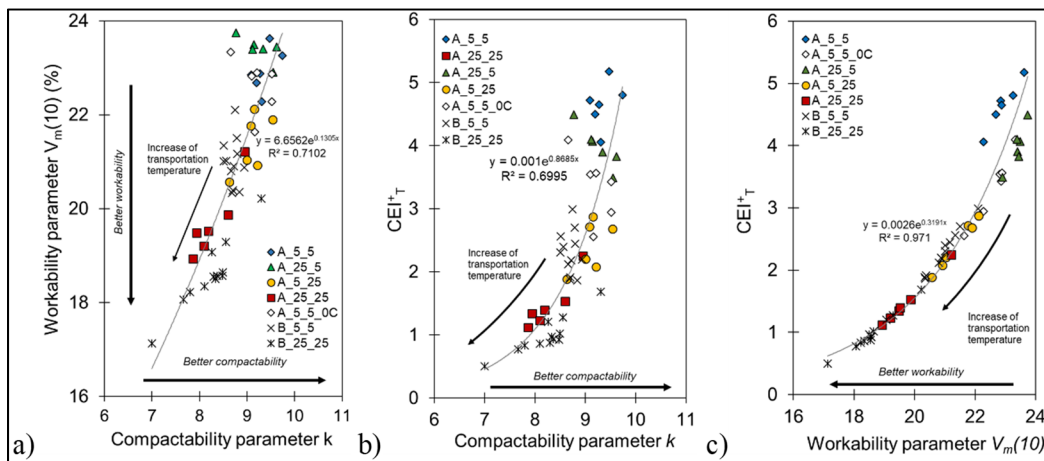 24
22
20
18
16
Workability parameter V_m(10) (%)
Better workability
Increase of
transportation
temperature
y = 6.6562e^0.1305x
R² = 0.7102
A_5_5
A_25_5
A_5_25
A_25_25
A_5_5_0C
B_5_5
B_25_25
Better compactability
6 7 8 9 10 11
Compactability parameter k
a)
6
5
4
3
2
1
0
CEI⁺_T
A_5_5
A_25_25
A_25_5
A_5_25
A_5_5_0C
B_5_5
B_25_25
y = 0.001e^0.8685x
R² = 0.6995
Increase of transportation
temperature
Better compactability
6 7 8 9 10 11
Compactability parameter k
b)
6
5
4
3
2
1
0
CEI⁺_T
A_5_5
A_5_5_0C
A_25_5
A_5_25
A_25_25
B_5_5
B_25_25
y = 0.0026e^0.3191x
R² = 0.971
Increase of
transportation
temperature
Better workability
16 18 20 22 24
Workability parameter V_m(10)
c)